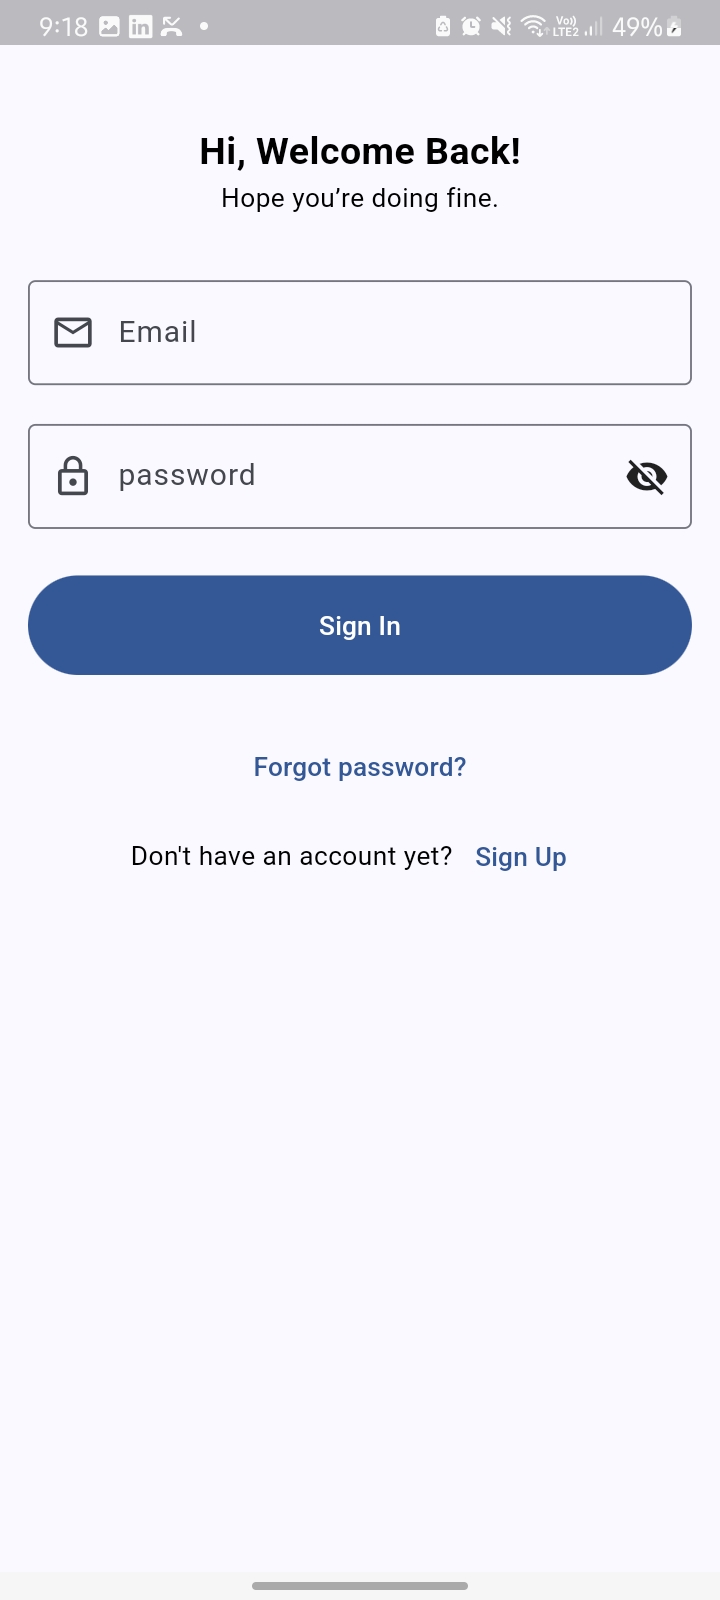 9:18 in Vo)) LTE2 49%
Hi, Welcome Back!
Hope you’re doing fine.
Email
password
Sign In
Forgot password?
Don't have an account yet? Sign Up